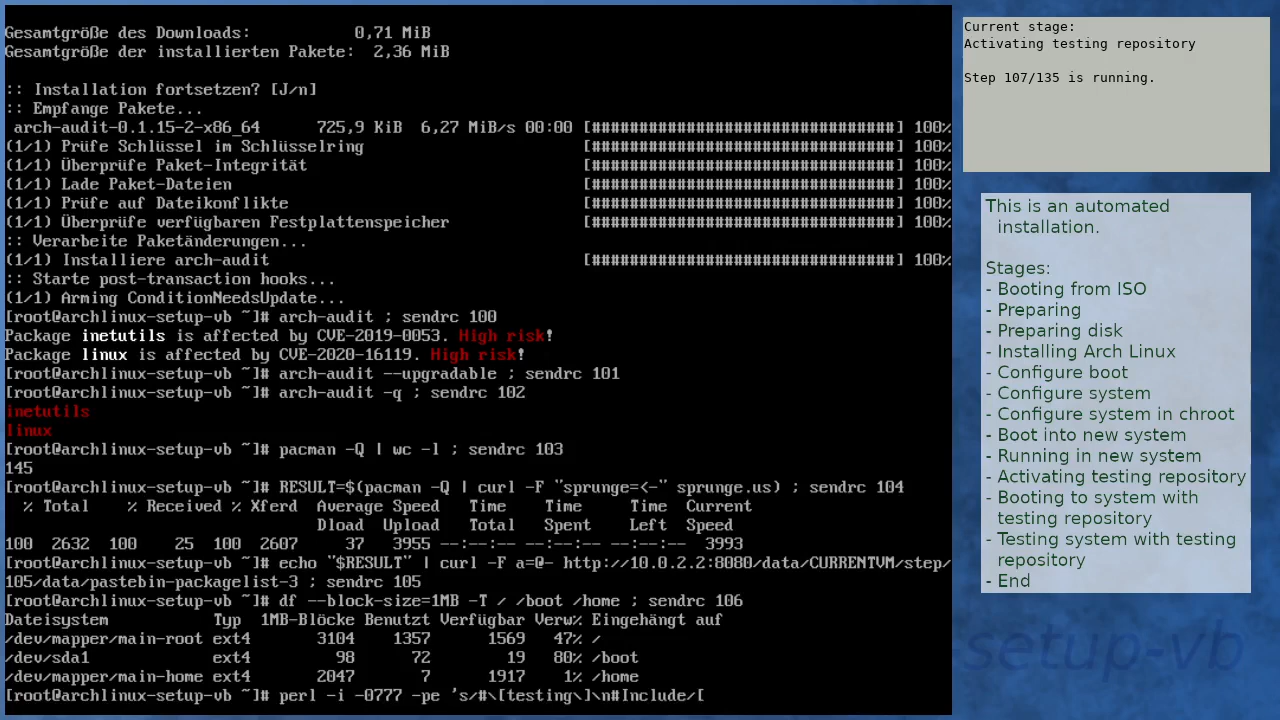 Gesamtgröße des Downloads:           0,71 MiB
Gesamtgröße der installierten Pakete:  2,36 MiB
:: Installation fortsetzen? [J/n]
:: Empfange Pakete...
 arch-audit-0.1.15-2-x86_64      725,9 KiB  6,27 MiB/s 00:00 [################################] 100%
(1/1) Prüfe Schlüssel im Schlüsselring                       [################################] 100%
(1/1) Überprüfe Paket-Integrität                             [################################] 100%
(1/1) Lade Paket-Dateien                                     [################################] 100%
(1/1) Prüfe auf Dateikonflikte                               [################################] 100%
(1/1) Überprüfe verfügbaren Festplattenspeicher              [################################] 100%
:: Verarbeite Paketänderungen...
(1/1) Installiere arch-audit                                 [################################] 100%
:: Starte post-transaction hooks...
(1/1) Arming ConditionNeedsUpdate...
[root@archlinux-setup-vb ~]# arch-audit ; sendrc 100
Package inetutils is affected by CVE-2019-0053. High risk!
Package linux is affected by CVE-2020-16119. High risk!
[root@archlinux-setup-vb ~]# arch-audit --upgradable ; sendrc 101
[root@archlinux-setup-vb ~]# arch-audit -q ; sendrc 102
inetutils
linux
[root@archlinux-setup-vb ~]# pacman -Q | wc -l ; sendrc 103
145
[root@archlinux-setup-vb ~]# RESULT=$(pacman -Q | curl -F "sprunge=<-" sprunge.us) ; sendrc 104
  % Total    % Received % Xferd  Average Speed   Time    Time     Time  Current
                                 Dload  Upload   Total   Spent    Left  Speed
100  2632  100    25  100  2607     37   3955 --:--:-- --:--:-- --:--:--  3993
[root@archlinux-setup-vb ~]# echo "$RESULT" | curl -F a=@- http://10.0.2.2:8080/data/CURRENTVM/step/
105/data/pastebin-packagelist-3 ; sendrc 105
[root@archlinux-setup-vb ~]# df --block-size=1MB -T / /boot /home ; sendrc 106
Dateisystem           Typ  1MB-Blöcke Benutzt Verfügbar Verw% Eingehängt auf
/dev/mapper/main-root ext4       3104    1357      1569   47% /
/dev/sda1             ext4         98      72        19   80% /boot
/dev/mapper/main-home ext4       2047       7      1917    1% /home
[root@archlinux-setup-vb ~]# perl -i -0777 -pe 's/#\[testing\]\n#Include/[
Current stage:
Activating testing repository
Step 107/135 is running.
This is an automated
installation.
Stages:
- Booting from ISO
- Preparing
- Preparing disk
- Installing Arch Linux
- Configure boot
- Configure system
- Configure system in chroot
- Boot into new system
- Running in new system
- Activating testing repository
- Booting to system with
testing repository
- Testing system with testing
repository
- End
setup-vb